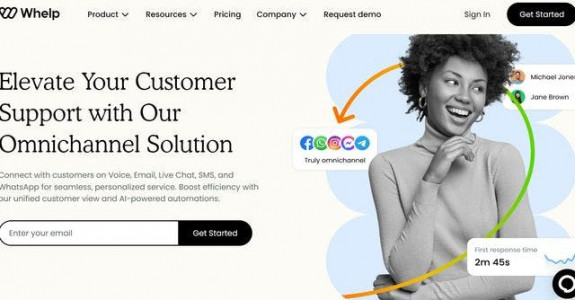 Whelp
Product
Resources
Pricing
Company
Request demo
Sign In
Get Started
Elevate Your Customer
Support with Our
Omnichannel Solution
Connect with customers on Voice, Email, Live Chat, SMS, and
WhatsApp for seamless, personalized service. Boost efficiency with
our unified customer view and AI-powered automations.
Enter your email
Get Started
Michael Jone
Jane Brown
Truly omnichannel
First response time
2m 45s